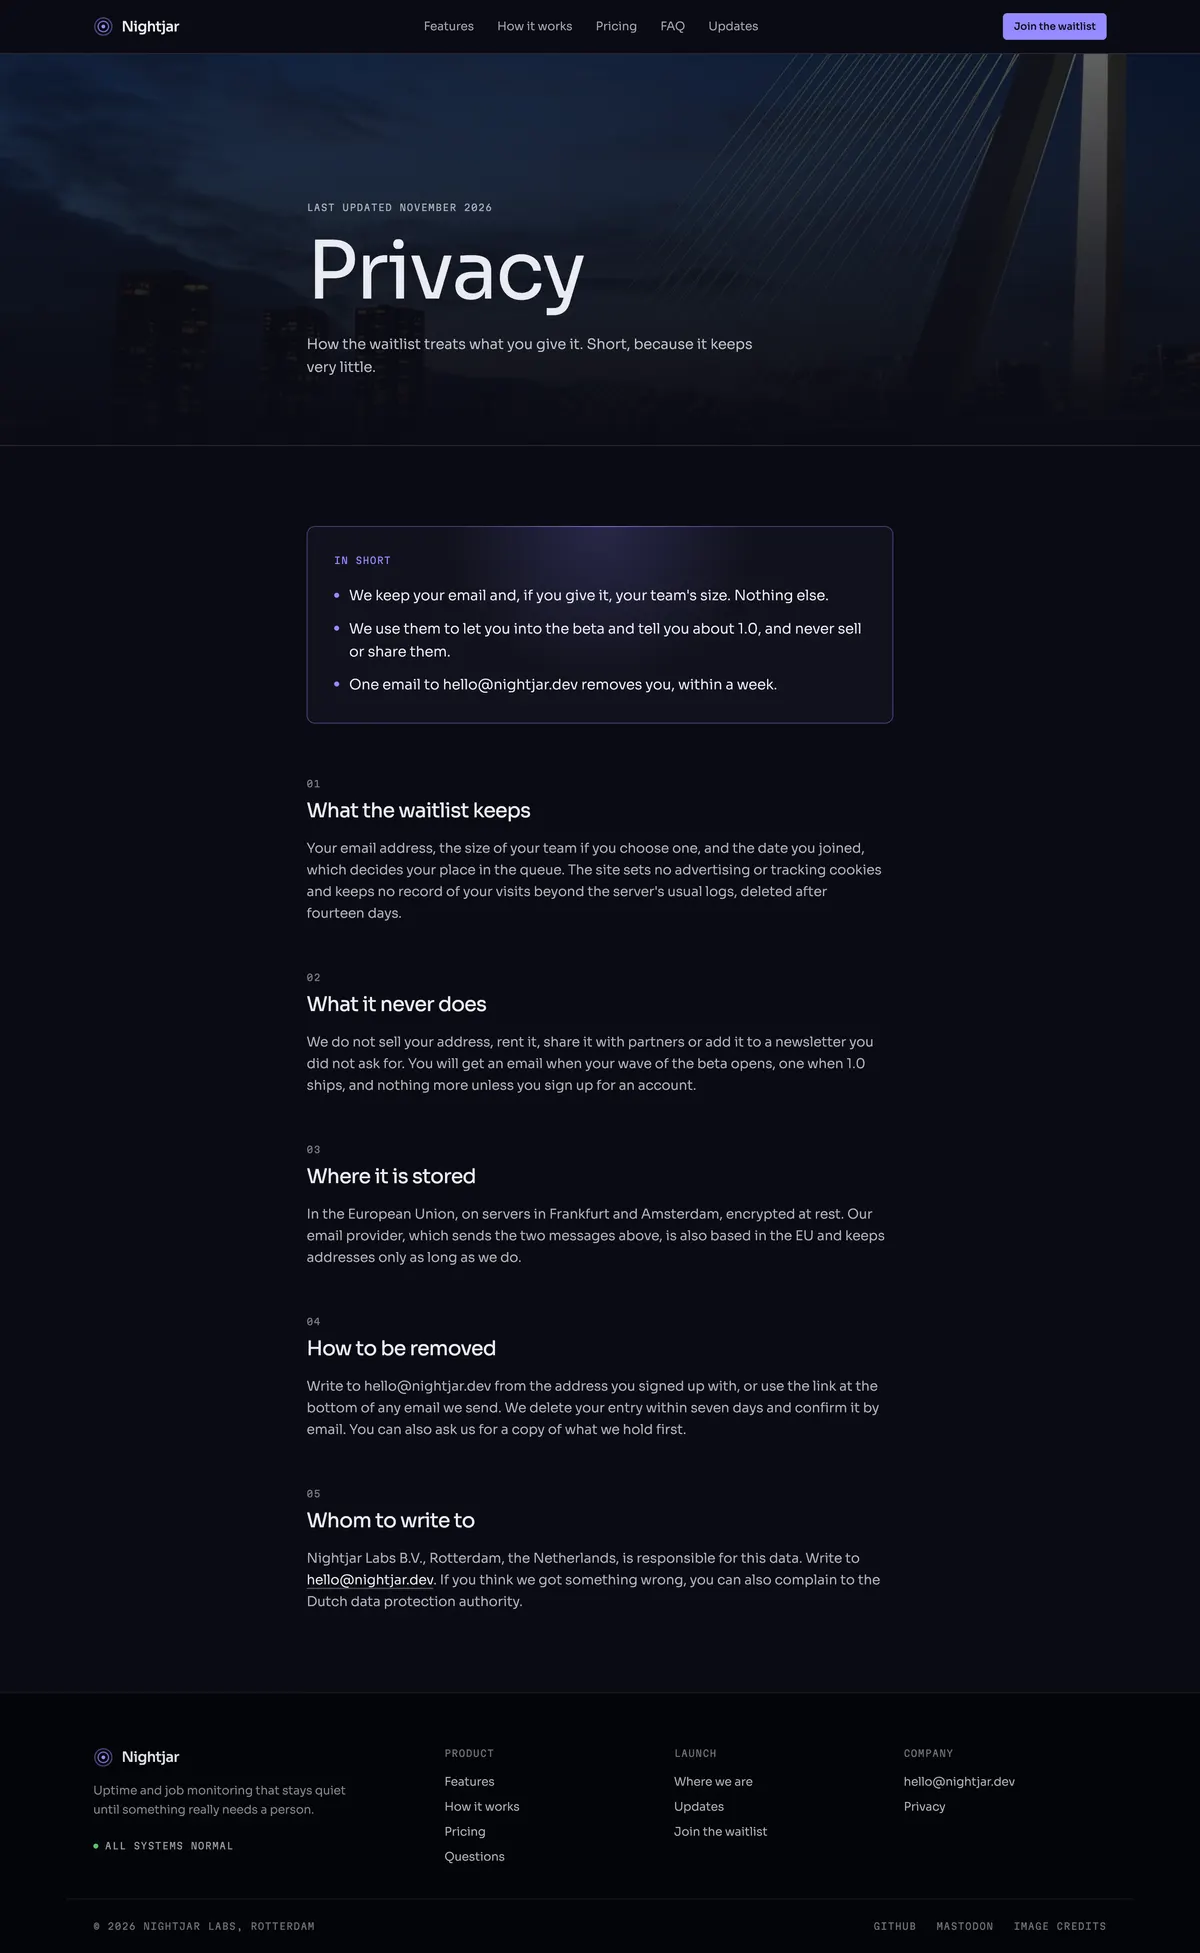 Nightjar
Features
How it works
Pricing
FAQ
Updates
Join the waitlist
LAST UPDATED NOVEMBER 2026
Privacy
How the waitlist treats what you give it. Short, because it keeps
very little.
IN SHORT
We keep your email and, if you give it, your team's size. Nothing else.
We use them to let you into the beta and tell you about 1.0, and never sell
or share them.
One email to hello@nightjar.dev removes you, within a week.
01
What the waitlist keeps
Your email address, the size of your team if you choose one, and the date you joined,
which decides your place in the queue. The site sets no advertising or tracking cookies
and keeps no record of your visits beyond the server's usual logs, deleted after
fourteen days.
02
What it never does
We do not sell your address, rent it, share it with partners or add it to a newsletter you
did not ask for. You will get an email when your wave of the beta opens, one when 1.0
ships, and nothing more unless you sign up for an account.
03
Where it is stored
In the European Union, on servers in Frankfurt and Amsterdam, encrypted at rest. Our
email provider, which sends the two messages above, is also based in the EU and keeps
addresses only as long as we do.
04
How to be removed
Write to hello@nightjar.dev from the address you signed up with, or use the link at the
bottom of any email we send. We delete your entry within seven days and confirm it by
email. You can also ask us for a copy of what we hold first.
05
Whom to write to
Nightjar Labs B.V., Rotterdam, the Netherlands, is responsible for this data. Write to
hello@nightjar.dev. If you think we got something wrong, you can also complain to the
Dutch data protection authority.
Nightjar
Uptime and job monitoring that stays quiet
until something really needs a person.
ALL SYSTEMS NORMAL
PRODUCT
Features
How it works
Pricing
Questions
LAUNCH
Where we are
Updates
Join the waitlist
COMPANY
hello@nightjar.dev
Privacy
© 2026 NIGHTJAR LABS, ROTTERDAM
GITHUB
MASTODON
IMAGE CREDITS